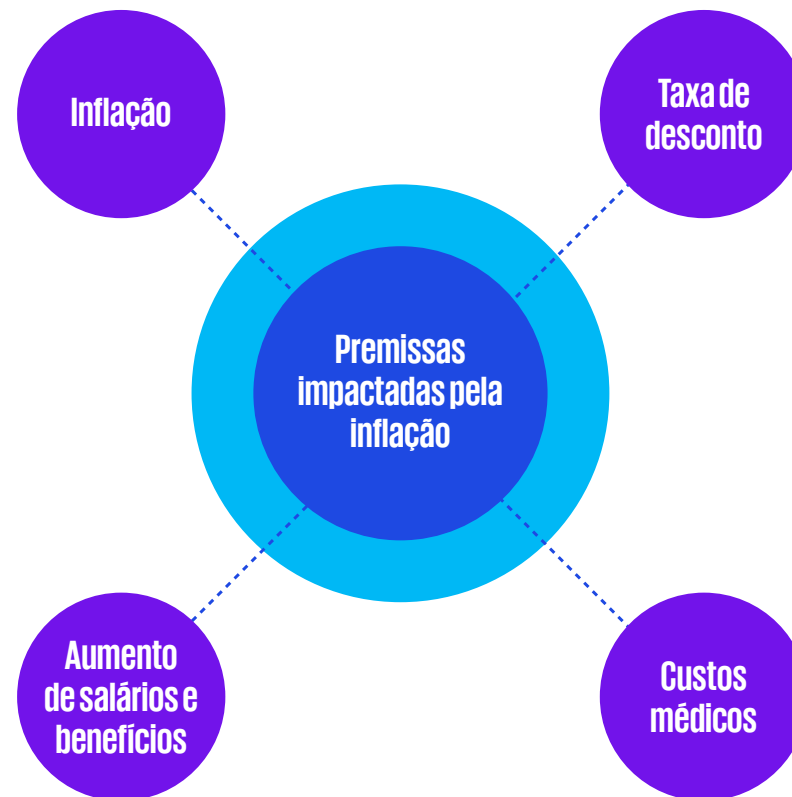 Inflação
Taxa de
desconto
Premissas
impactadas pela
inflação
Aumento
de salários e
benefícios
Custos
médicos